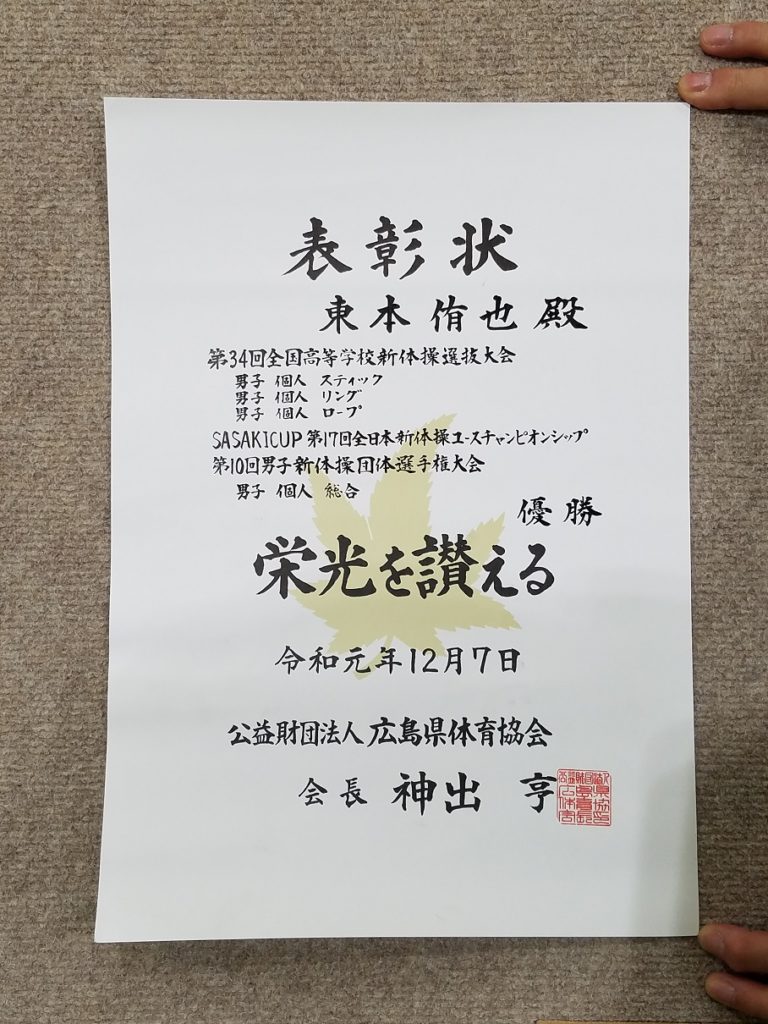 表彰状
東本侑也殿
第34回全国高等学校新体操選抜大会
男子 個人 スティック
男子 個人 リング
男子 個人 ロープ
SASAKICUP 第17回全日本新体操ユースチャンピオンシップ
第10回男子新体操団体選手権大会
男子 個人 総合
優勝
栄光を讃える
令和元年12月7日
公益財団法人 広島県体育協会
会長 神出 亨